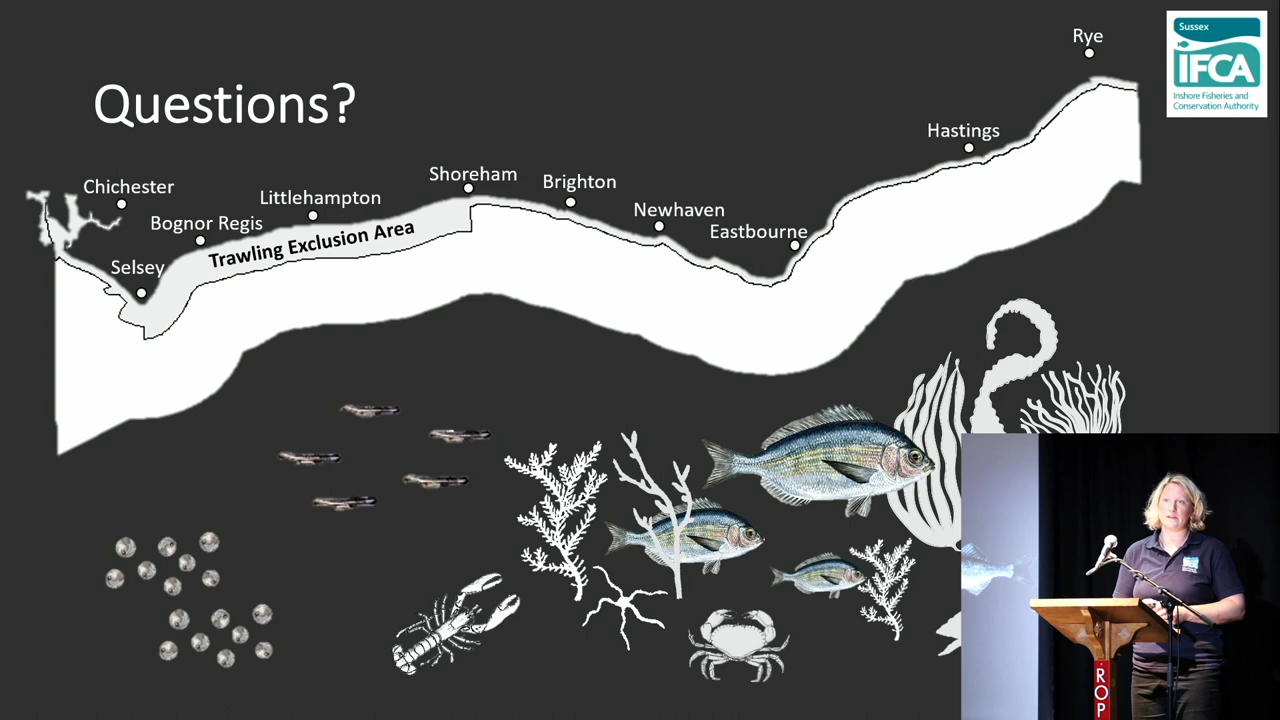 Rye
Sussex
IFCA
Inshore Fisheries and
Conservation Authority
Questions?
Hastings
Shoreham
Brighton
Chichester
Littlehampton
Newhaven
Bognor Regis
Eastbourne
Trawling Exclusion Area
Selsey
ROP